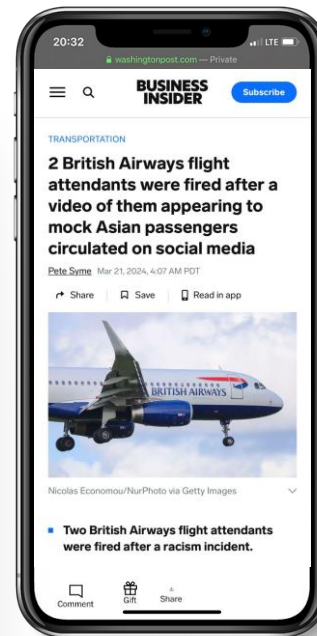 20:32
LTE
washingtonpost.com — Private
BUSINESS
INSIDER
Subscribe
TRANSPORTATION
2 British Airways flight
attendants were fired after a
video of them appearing to
mock Asian passengers
circulated on social media
Pete Syme Mar 21, 2024, 4:07 AM PDT
Share Save Read in app
BRITISH AIRWAYS
Nicolas Economou/NurPhoto via Getty Images
Two British Airways flight attendants
were fired after a racism incident.
Comment Gift Share